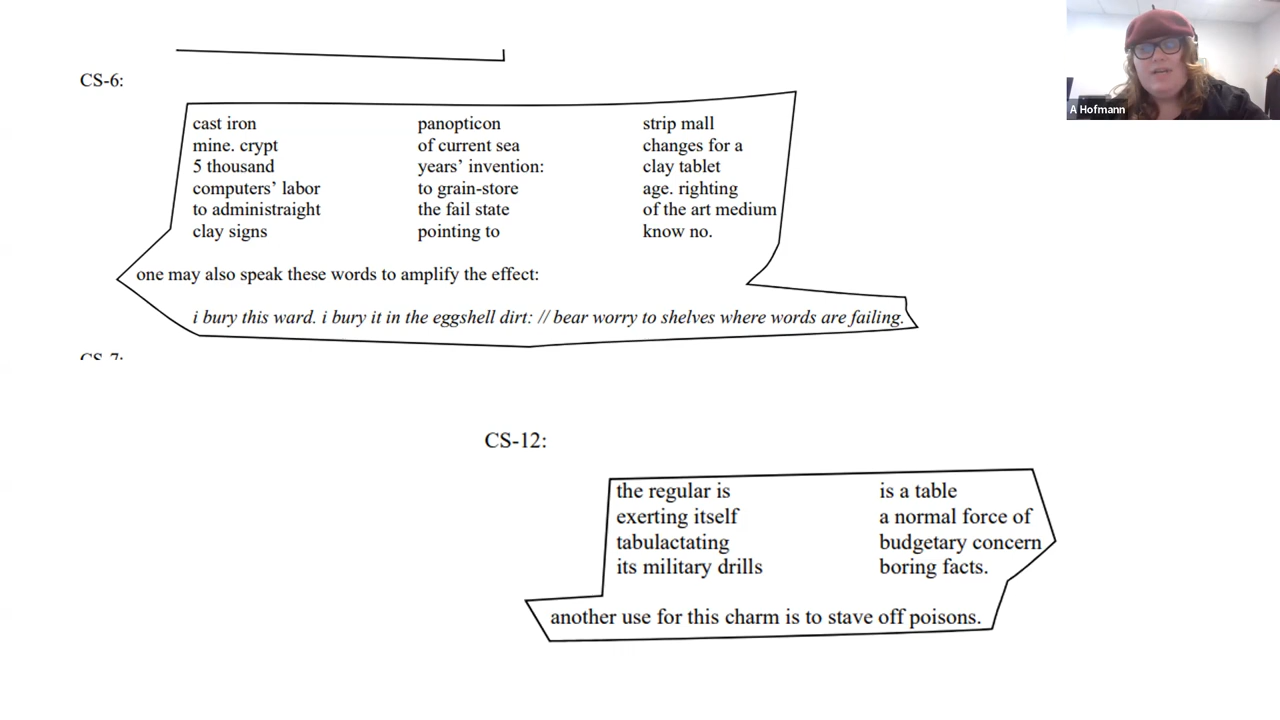 CS-6:
cast iron panopticon strip mall
mine. crypt of current sea changes for a
5 thousand years' invention: clay tablet
computers' labor to grain-store age. righting
to administraight the fail state of the art medium
clay signs pointing to know no.
one may also speak these words to amplify the effect:
i bury this ward. i bury it in the eggshell dirt: // bear worry to shelves where words are failing.
CS-7:
CS-12:
the regular is is a table
exerting itself a normal force of
tabulactating budgetary concern
its military drills boring facts.
another use for this charm is to stave off poisons.
A Hofmann